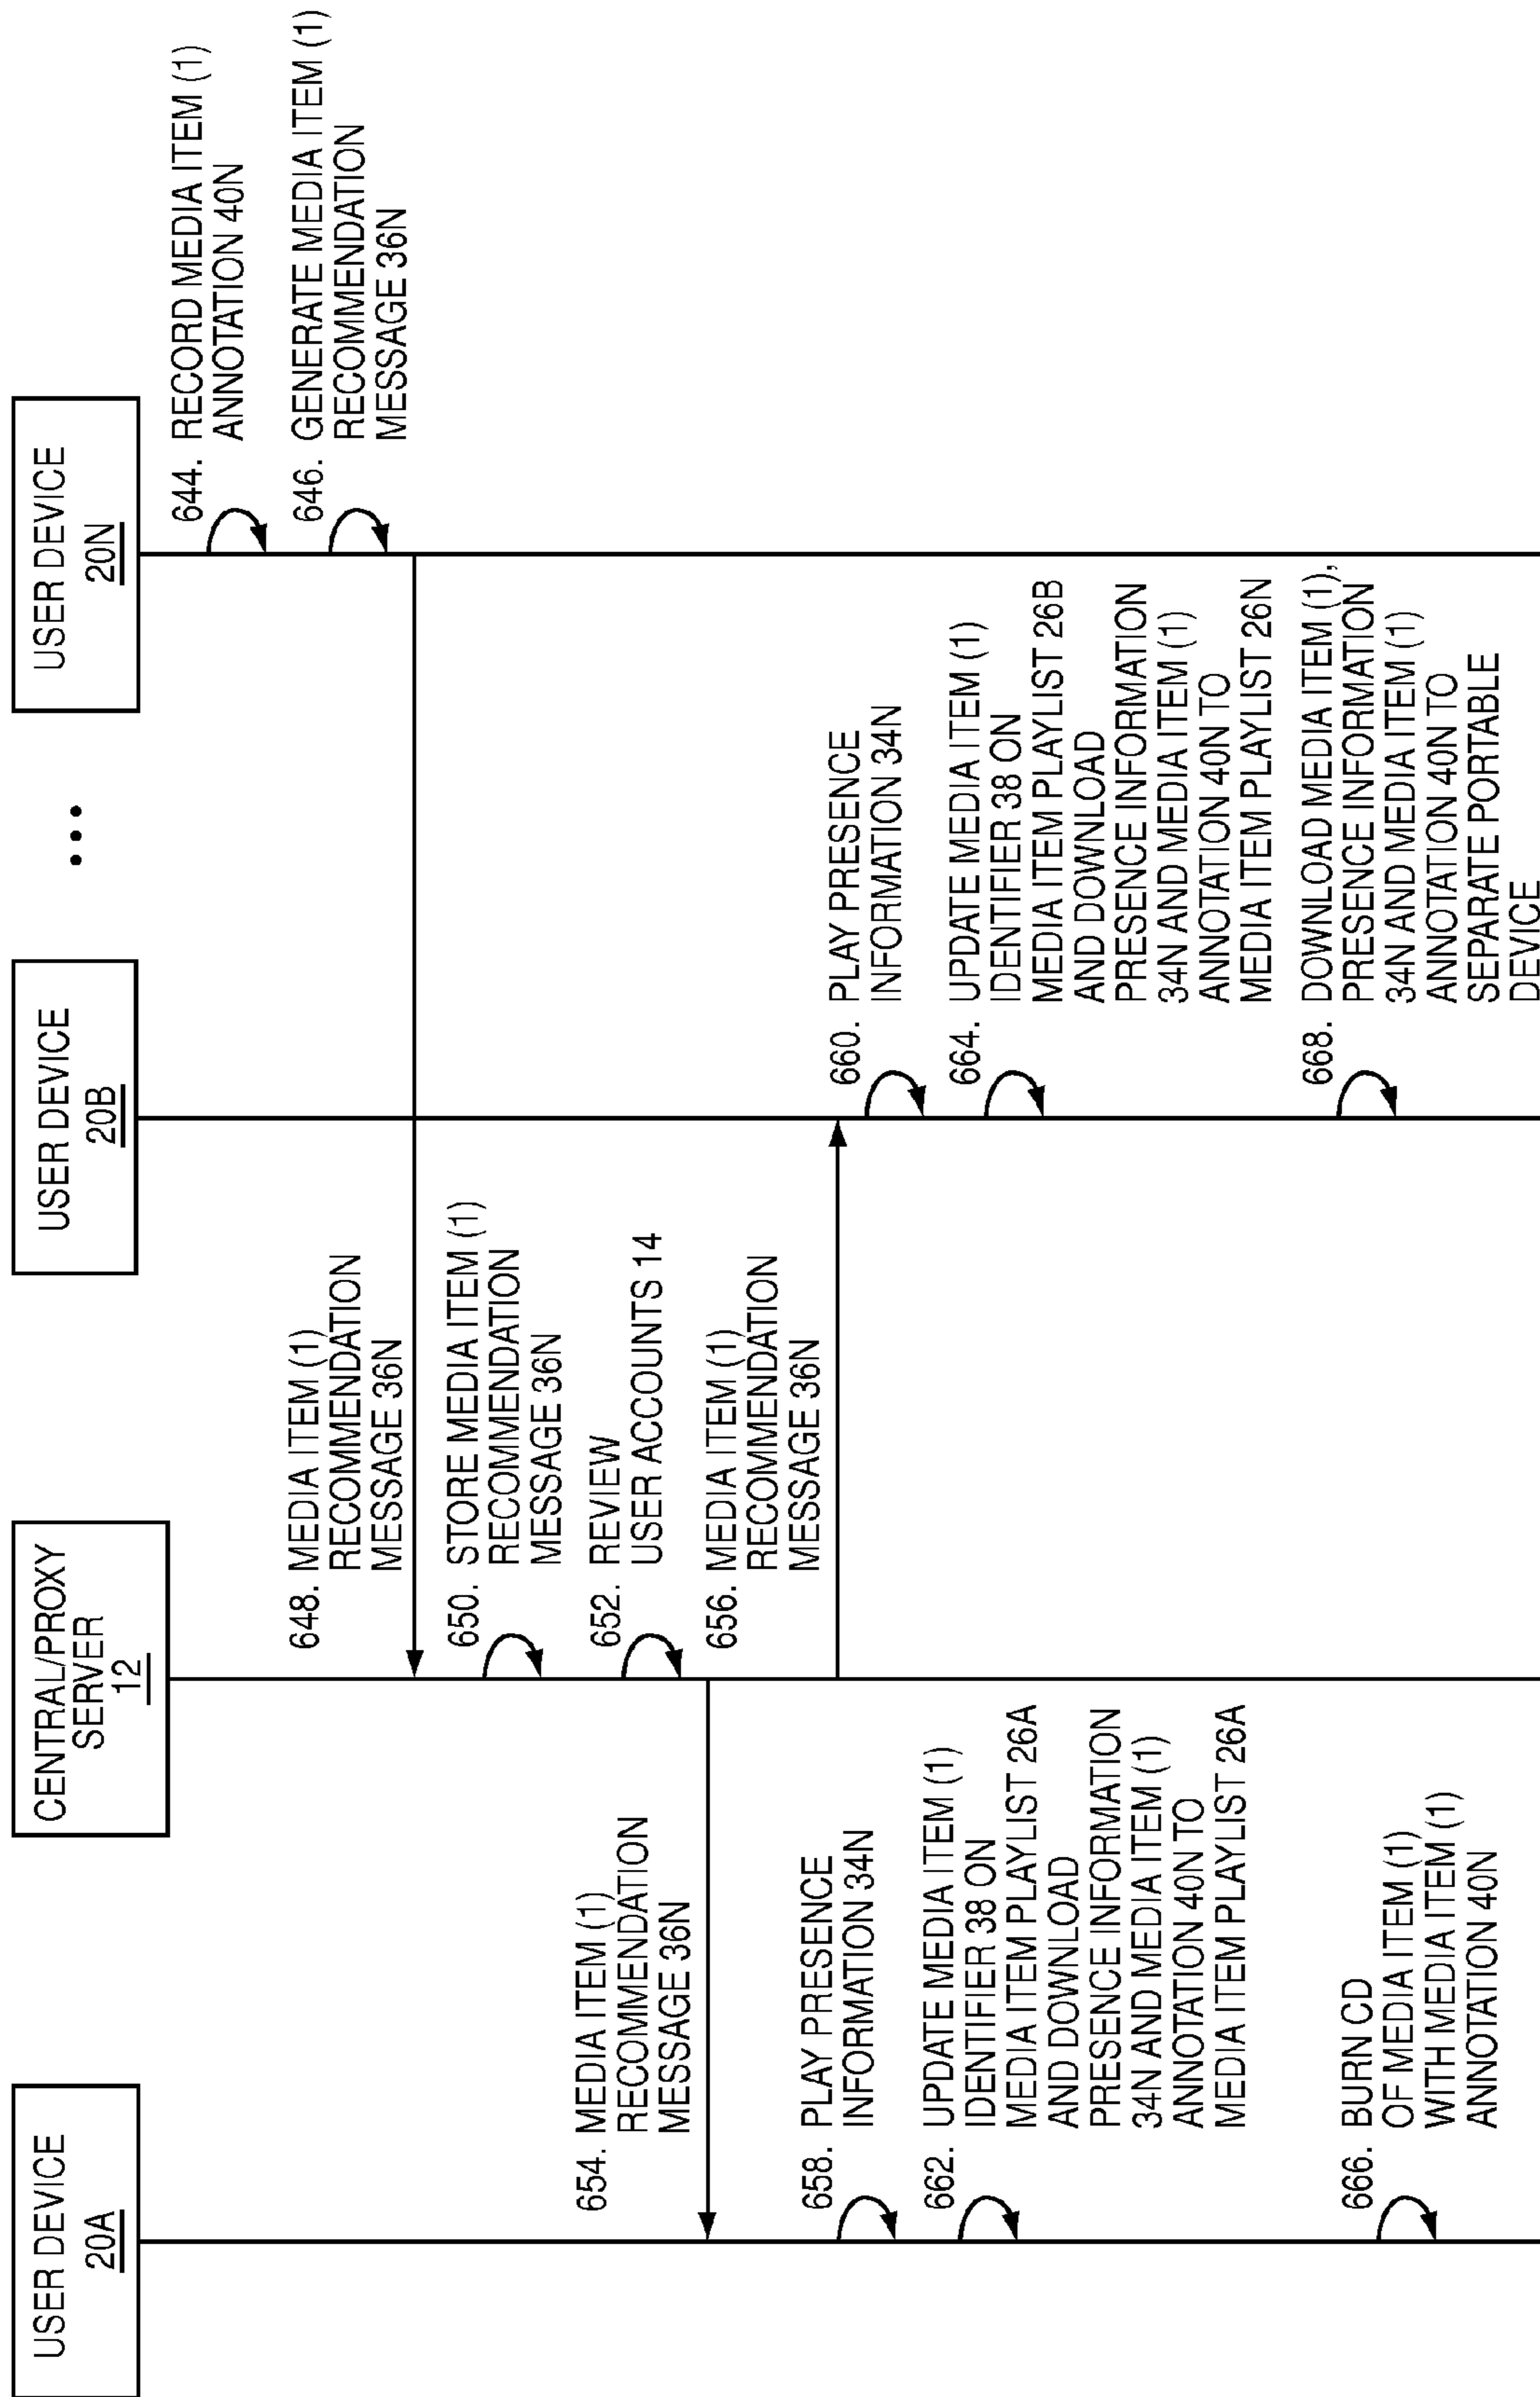 USER DEVICE
20A
CENTRAL/PROXY
SERVER
12
USER DEVICE
20B
...
USER DEVICE
20N
644. RECORD MEDIA ITEM (1)
ANNOTATION 40N
646. GENERATE MEDIA ITEM (1)
RECOMMENDATION
MESSAGE 36N
648. MEDIA ITEM (1)
RECOMMENDATION
MESSAGE 36N
650. STORE MEDIA ITEM (1)
RECOMMENDATION
MESSAGE 36N
652. REVIEW
USER ACCOUNTS 14
654. MEDIA ITEM (1)
RECOMMENDATION
MESSAGE 36N
656. MEDIA ITEM (1)
RECOMMENDATION
MESSAGE 36N
658. PLAY PRESENCE
INFORMATION 34N
660. PLAY PRESENCE
INFORMATION 34N
662. UPDATE MEDIA ITEM (1)
IDENTIFIER 38 ON
MEDIA ITEM PLAYLIST 26A
AND DOWNLOAD
PRESENCE INFORMATION
34N AND MEDIA ITEM (1)
ANNOTATION 40N TO
MEDIA ITEM PLAYLIST 26A
664. UPDATE MEDIA ITEM (1)
IDENTIFIER 38 ON
MEDIA ITEM PLAYLIST 26B
AND DOWNLOAD
PRESENCE INFORMATION
34N AND MEDIA ITEM (1)
ANNOTATION 40N TO
MEDIA ITEM PLAYLIST 26N
666. BURN CD
OF MEDIA ITEM (1)
WITH MEDIA ITEM (1)
ANNOTATION 40N
668. DOWNLOAD MEDIA ITEM (1),
PRESENCE INFORMATION
34N AND MEDIA ITEM (1)
ANNOTATION 40N TO
SEPARATE PORTABLE
DEVICE